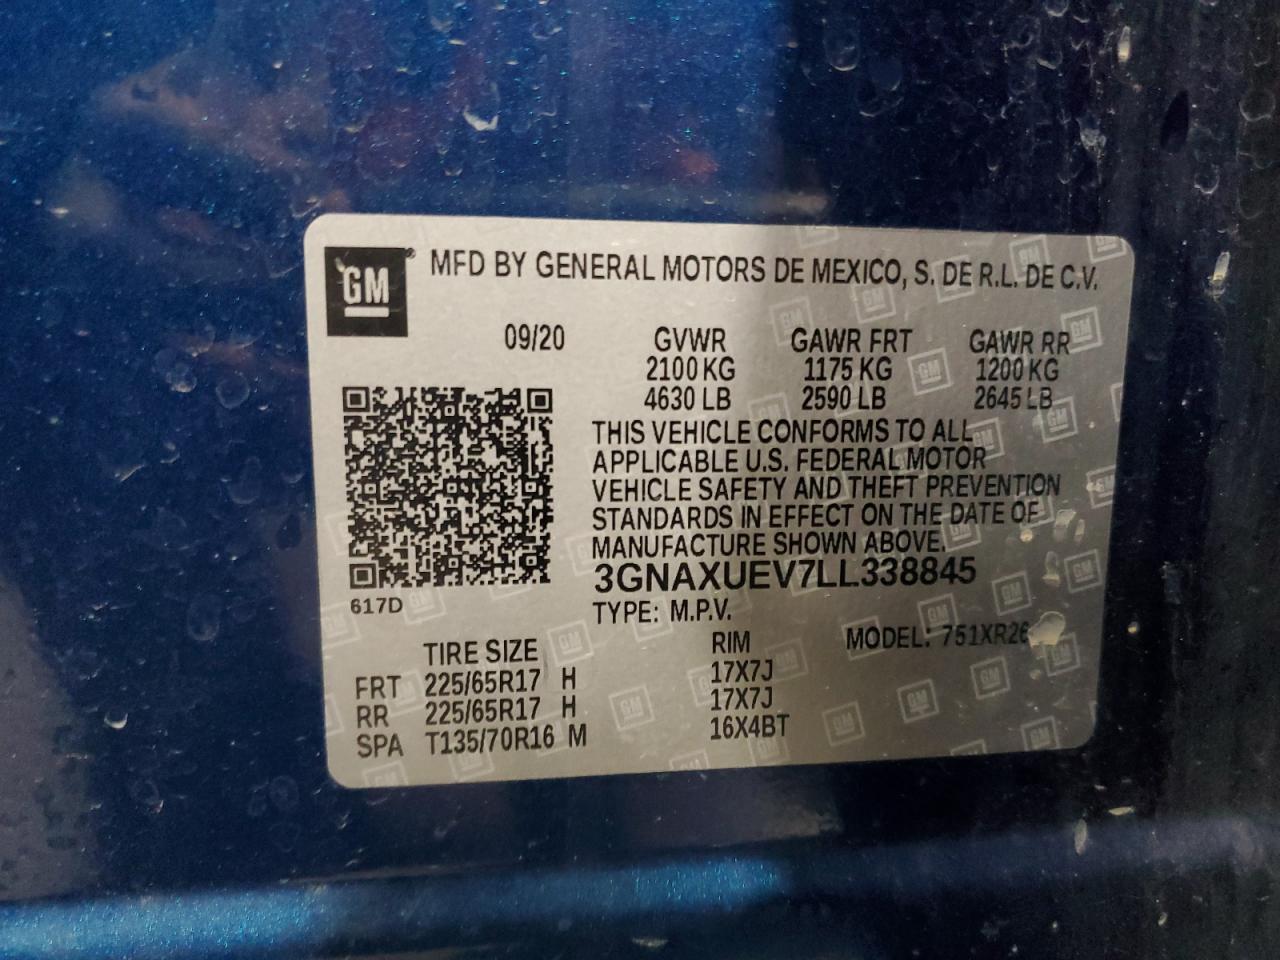 GM® MFD BY GENERAL MOTORS DE MEXICO, S. DE R.L. DE C.V.
09/20 GVWR GAWR FRT GAWR RR
2100 KG 1175 KG 1200 KG
4630 LB 2590 LB 2645 LB
THIS VEHICLE CONFORMS TO ALL
APPLICABLE U.S. FEDERAL MOTOR
VEHICLE SAFETY AND THEFT PREVENTION
STANDARDS IN EFFECT ON THE DATE OF
MANUFACTURE SHOWN ABOVE.
3GNAXUEV7LL338845
617D TYPE: M.P.V.
TIRE SIZE RIM MODEL: 751XR26
FRT 225/65R17 H 17X7J
RR 225/65R17 H 17X7J
SPA T135/70R16 M 16X4BT